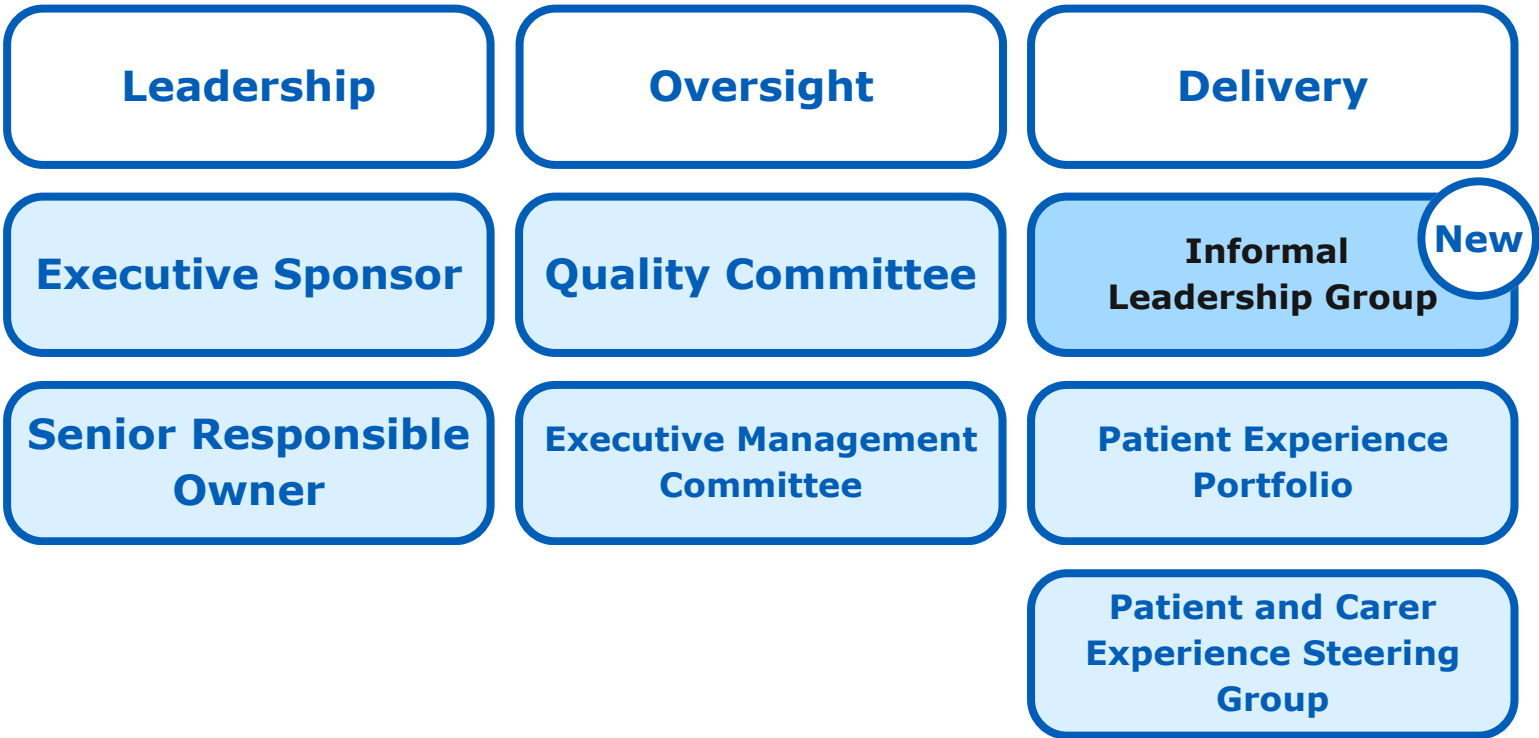 Leadership
Oversight
Delivery
Executive Sponsor
Quality Committee
Informal
Leadership Group
New
Senior Responsible
Owner
Executive Management
Committee
Patient Experience
Portfolio
Patient and Carer
Experience Steering
Group